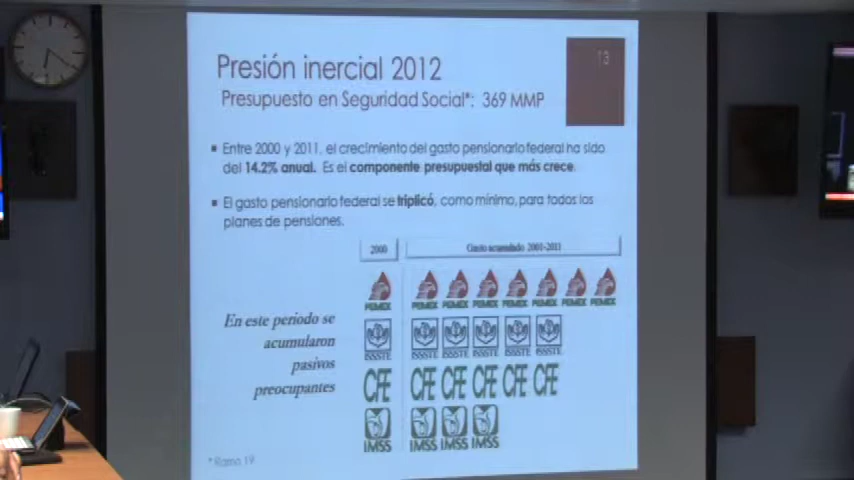 13
Presión inercial 2012
Presupuesto en Seguridad Social*: 369 MMP
Entre 2000 y 2011, el crecimiento del gasto pensionario federal ha sido
del 14.2% anual. Es el componente presupuestal que más crece.
El gasto pensionario federal se triplicó, como mínimo, para todos los
planes de pensiones.
2000 Gasto acumulado 2001-2011
PEMEX PEMEX PEMEX PEMEX PEMEX PEMEX PEMEX PEMEX
En este periodo se
acumularon
pasivos
preocupantes
ISSSTE ISSSTE ISSSTE ISSSTE ISSSTE ISSSTE
CFE CFE CFE CFE CFE CFE
IMSS IMSS IMSS IMSS
* Ramo 19